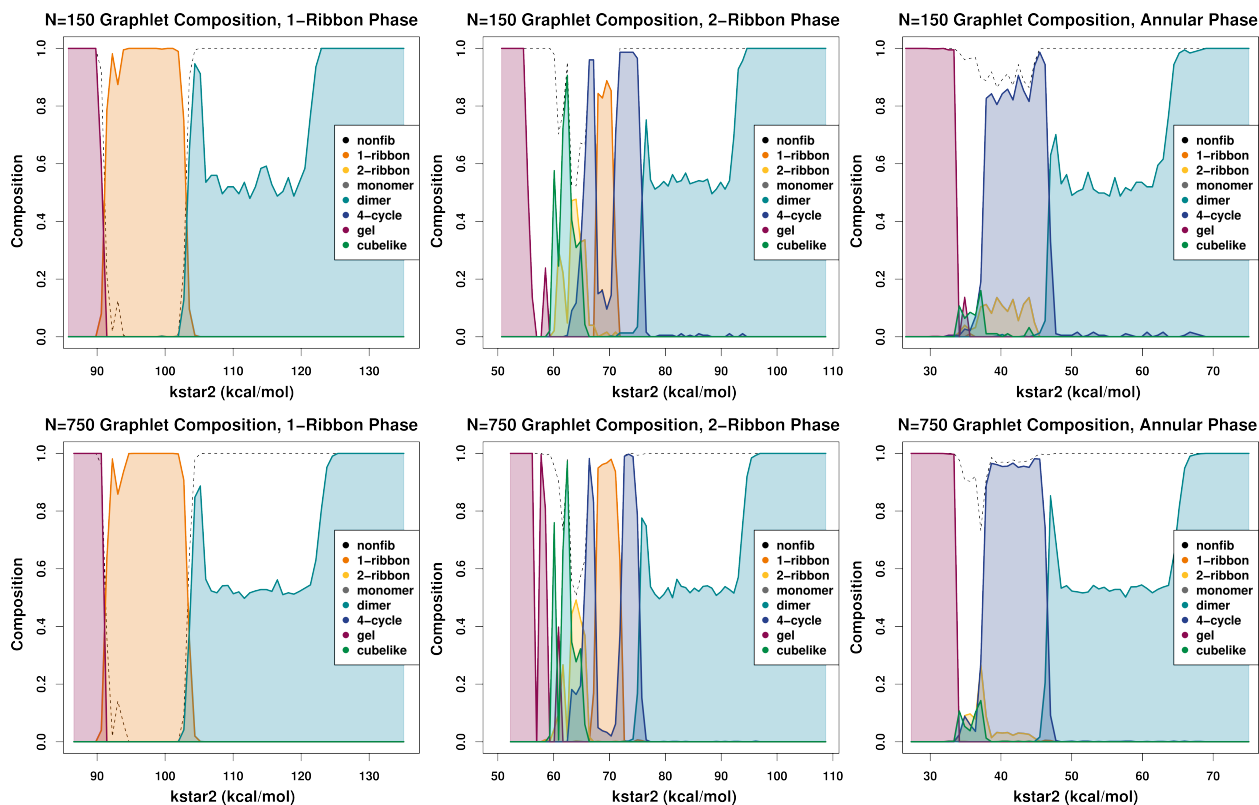 N=150 Graphlet Composition, 1−Ribbon Phase
Composition
0.0 0.2 0.4 0.6 0.8 1.0
90 100 110 120 130
kstar2 (kcal/mol)
nonfib
1−ribbon
2−ribbon
monomer
dimer
4−cycle
gel
cubelike
N=150 Graphlet Composition, 2−Ribbon Phase
Composition
0.0 0.2 0.4 0.6 0.8 1.0
50 60 70 80 90 100 110
kstar2 (kcal/mol)
nonfib
1−ribbon
2−ribbon
monomer
dimer
4−cycle
gel
cubelike
N=150 Graphlet Composition, Annular Phase
Composition
0.0 0.2 0.4 0.6 0.8 1.0
30 40 50 60 70
kstar2 (kcal/mol)
nonfib
1−ribbon
2−ribbon
monomer
dimer
4−cycle
gel
cubelike
N=750 Graphlet Composition, 1−Ribbon Phase
Composition
0.0 0.2 0.4 0.6 0.8 1.0
90 100 110 120 130
kstar2 (kcal/mol)
nonfib
1−ribbon
2−ribbon
monomer
dimer
4−cycle
gel
cubelike
N=750 Graphlet Composition, 2−Ribbon Phase
Composition
0.0 0.2 0.4 0.6 0.8 1.0
50 60 70 80 90 100 110
kstar2 (kcal/mol)
nonfib
1−ribbon
2−ribbon
monomer
dimer
4−cycle
gel
cubelike
N=750 Graphlet Composition, Annular Phase
Composition
0.0 0.2 0.4 0.6 0.8 1.0
30 40 50 60 70
kstar2 (kcal/mol)
nonfib
1−ribbon
2−ribbon
monomer
dimer
4−cycle
gel
cubelike